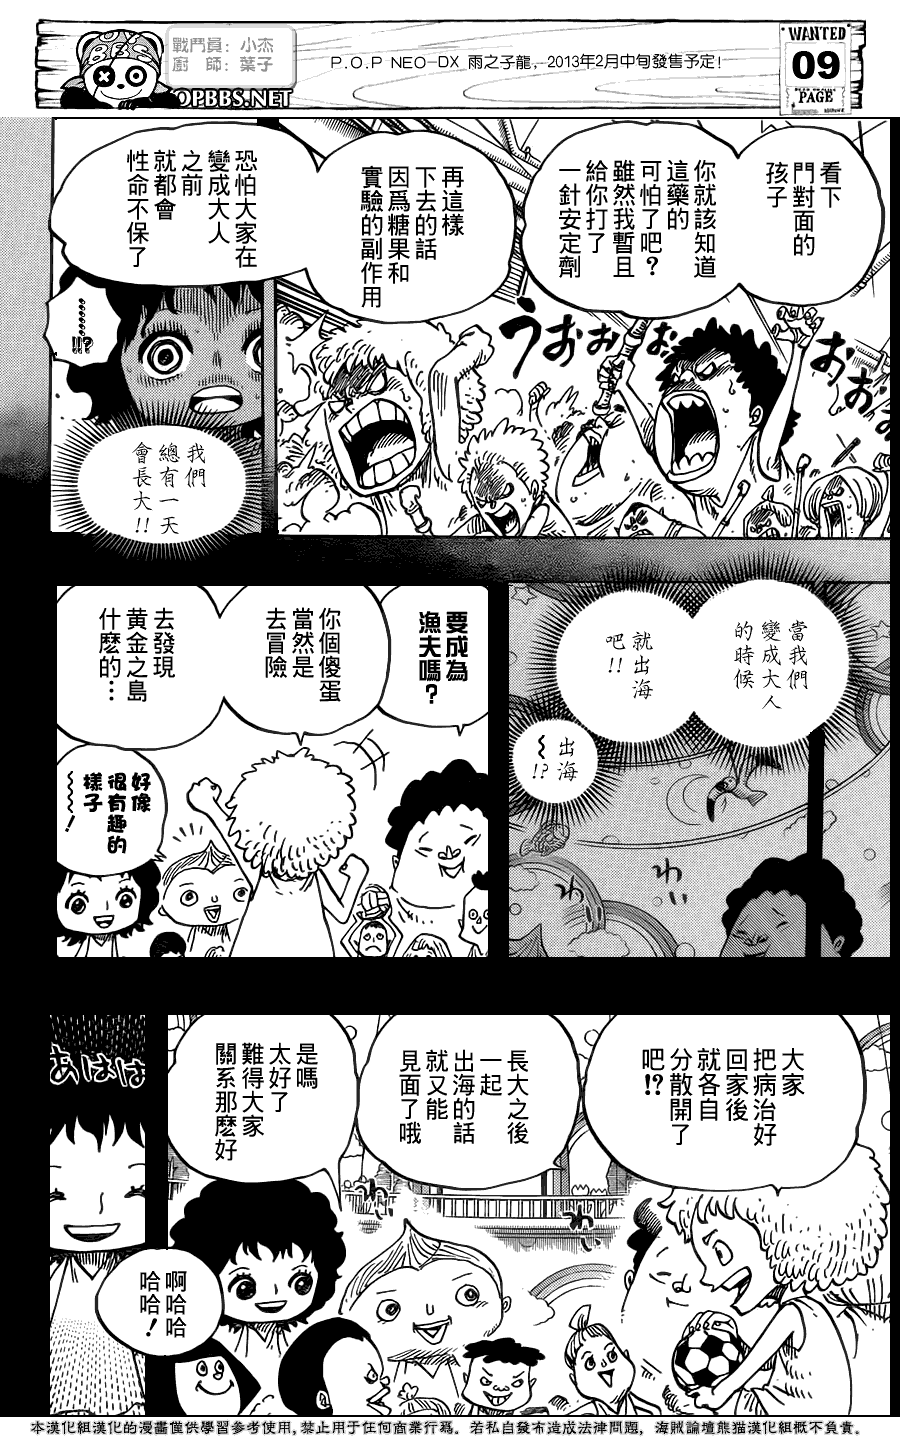 戰鬥員：小杰
廚　師：葉子
OPBBS.NET
P.O.P NEO-DX 雨之子龍，2013年2月中旬發售予定！
WANTED
09
PAGE
看下
門對面的
孩子
你就該知道
這藥的
可怕了吧？
雖然我暫且
給你打了
一針安定劑
再這樣
下去的話
因爲糖果和
實驗的副作用
恐怕大家在
變成大人
之前
就都會
性命不保了
………!!?
うおおおお
おおお
我們
總有一天
會長大!!
當我們
變成大人
的時候
就出海
吧!!
出海
～!?
わい
わい
要成為
漁夫嗎？
你個傻蛋
當然是
去冒險
去發現
黃金之島
什麽的…
好像
很有趣的
樣子
～！
大家
把病治好
回家後
就各自
分散開了
吧!?
長大之後
一起
出海的話
就又能
見面了哦
是嗎
太好了
難得大家
關系那麽好
わい
わい
あはは
啊哈哈
哈哈！
本漢化組漢化的漫畫僅供學習參考使用,禁止用于任何商業行爲。若私自發布造成法律問題，海賊論壇熊猫漢化組概不負責。